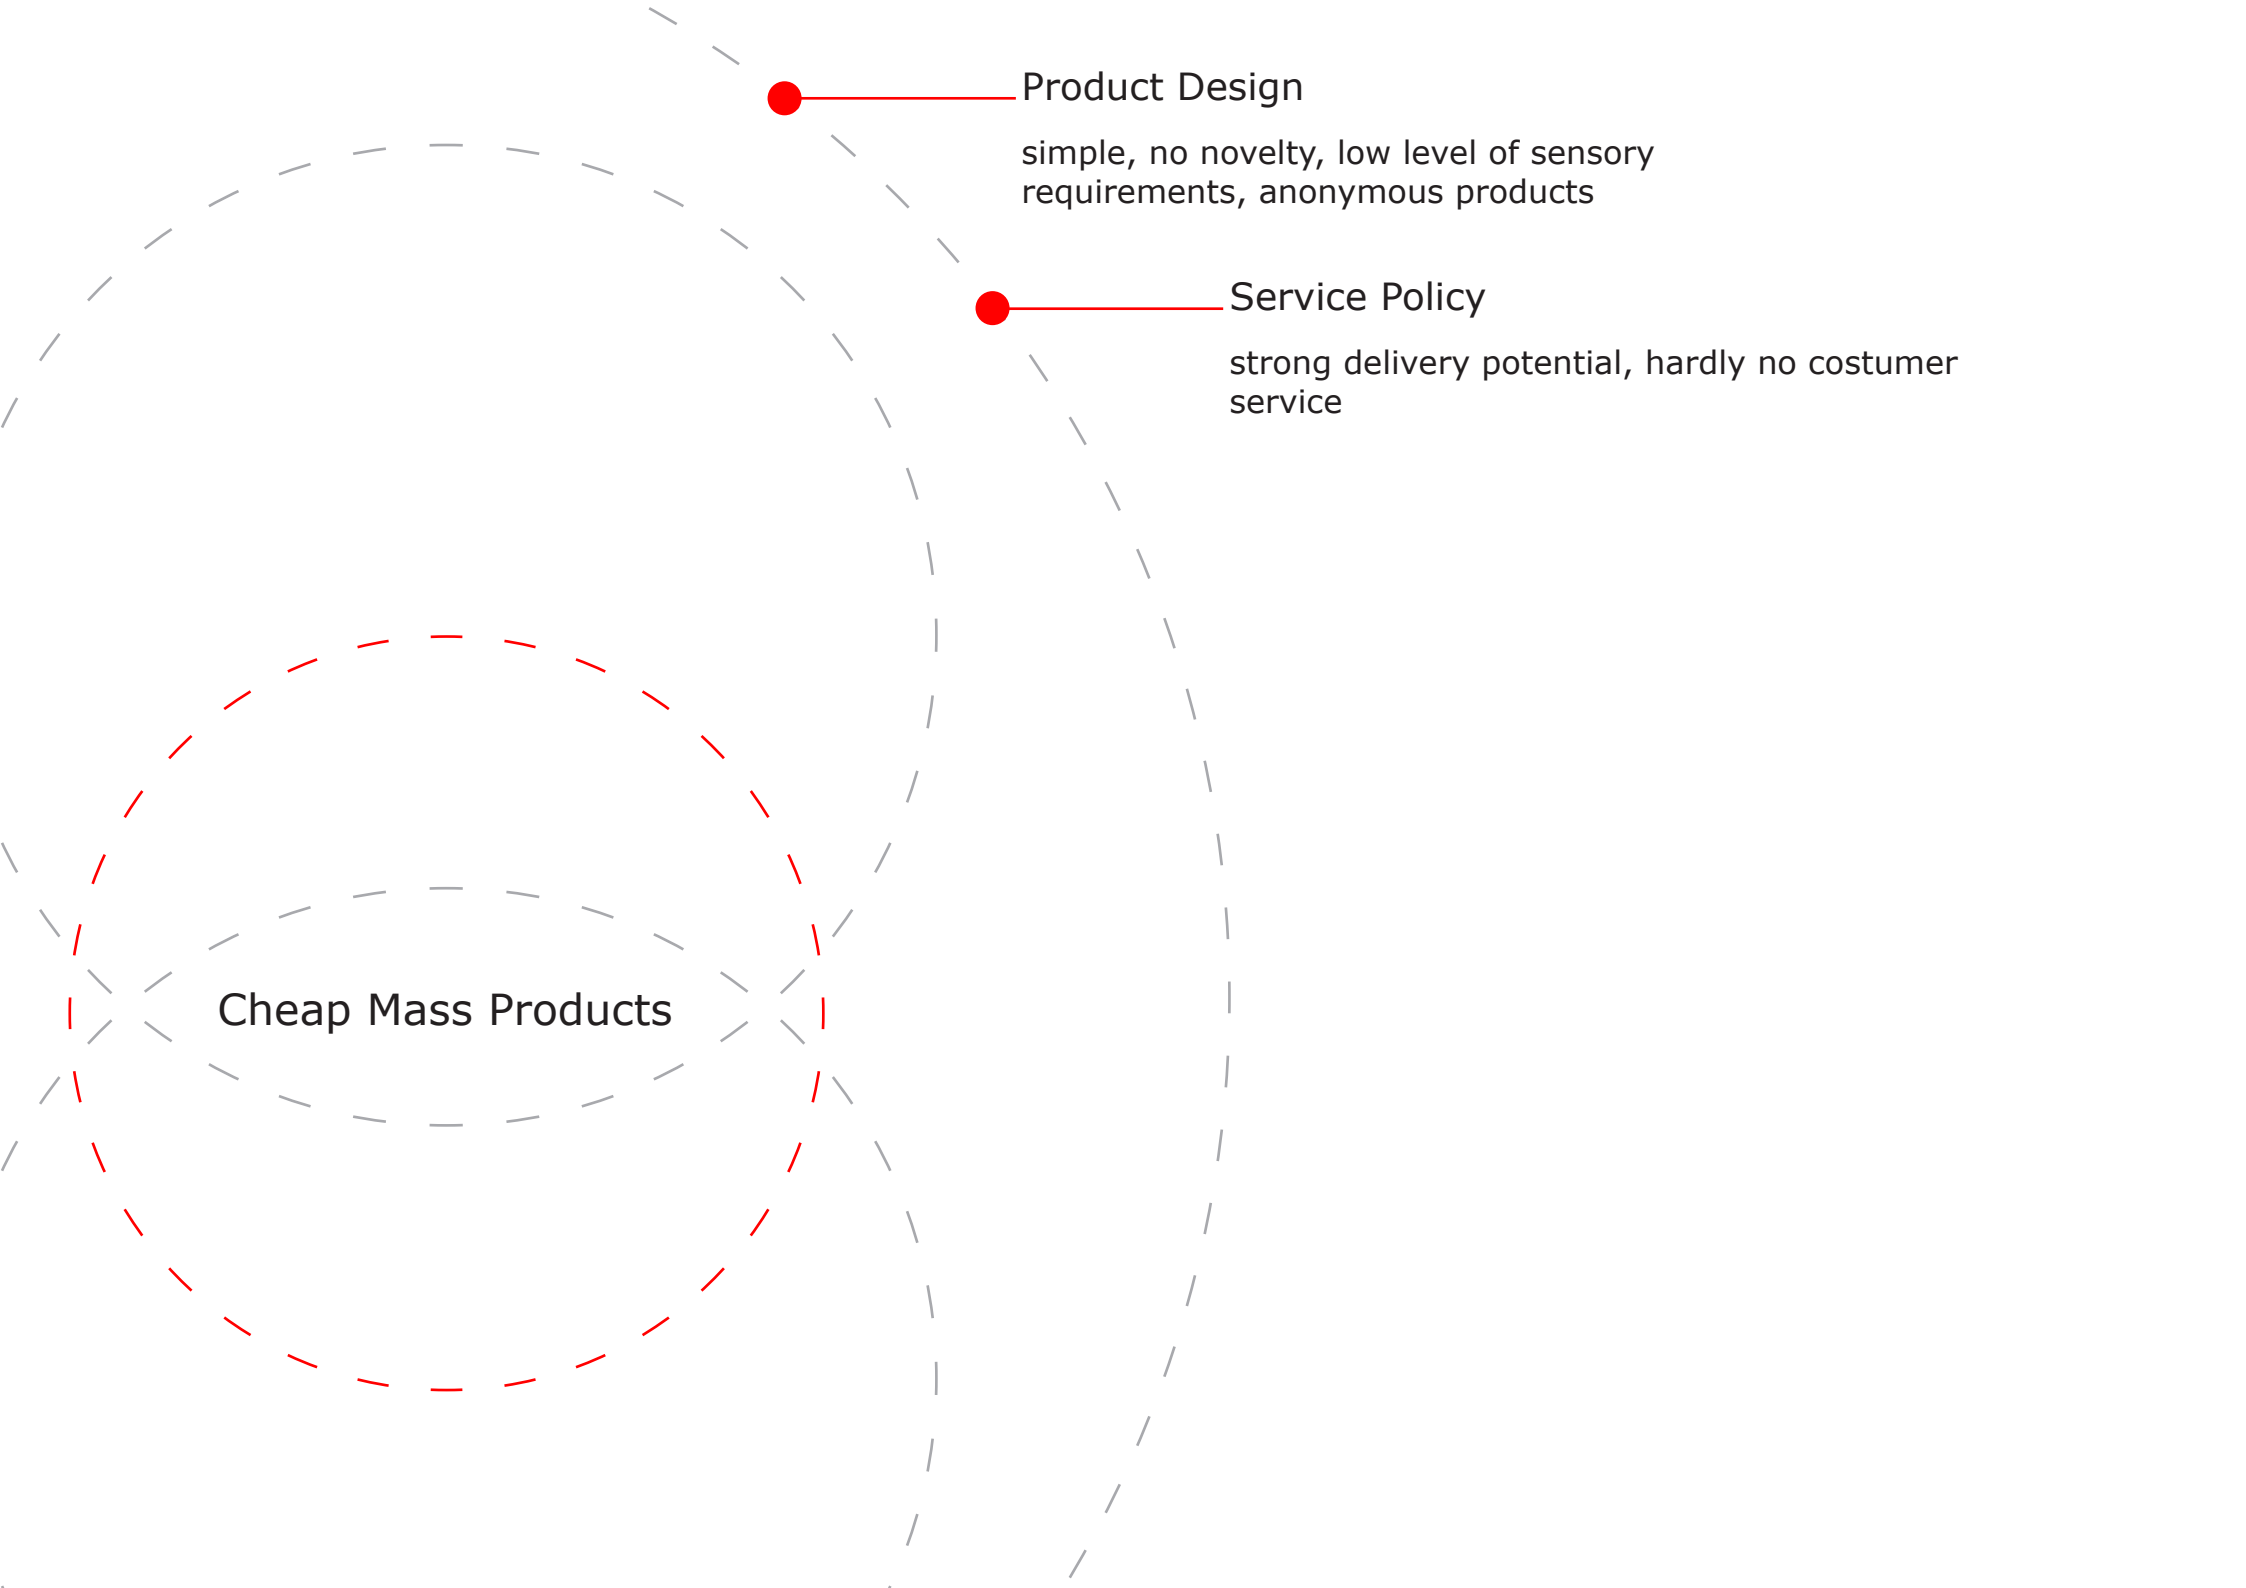 Product Design
simple, no novelty, low level of sensory
requirements, anonymous products
Service Policy
strong delivery potential, hardly no costumer
service
Cheap Mass Products